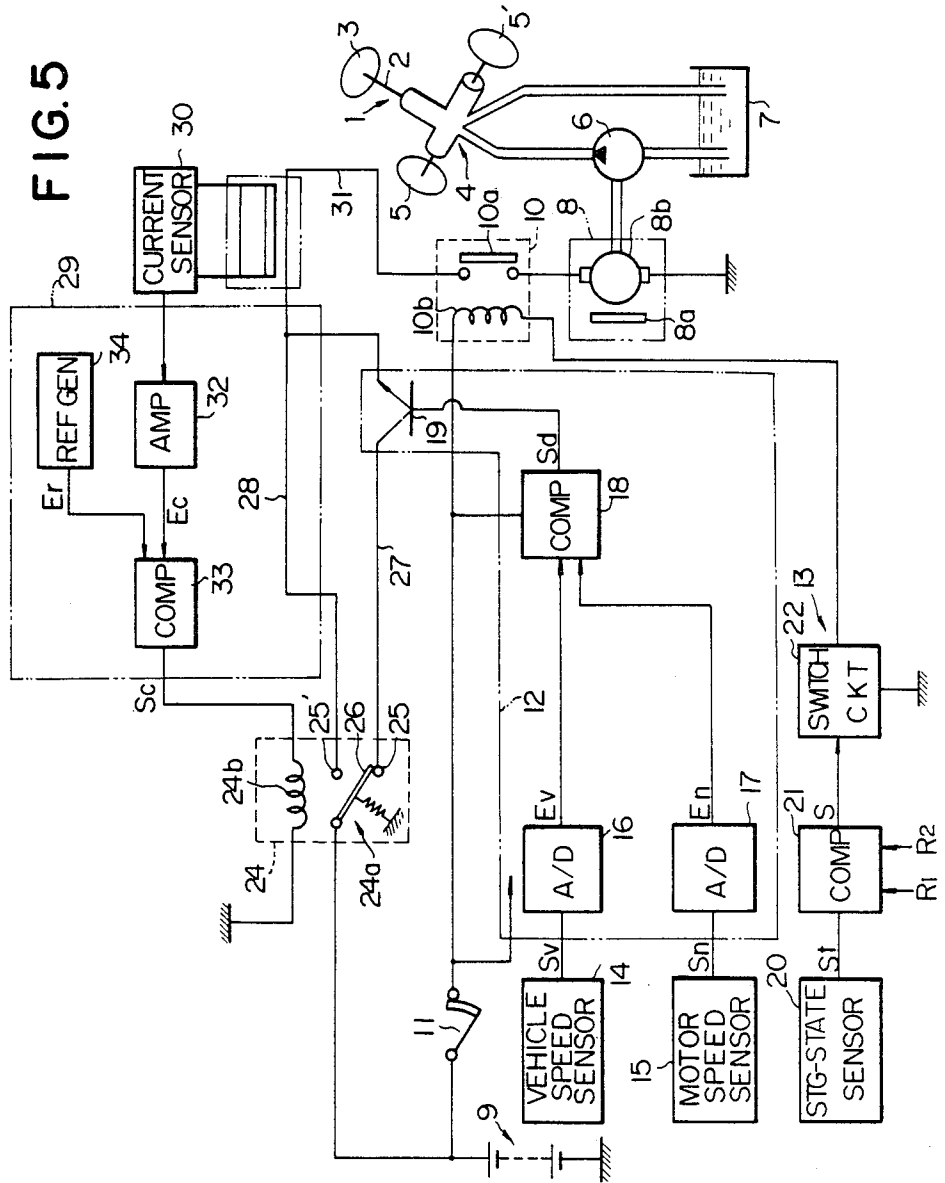 FIG. 5
29
CURRENT
SENSOR
30
REF GEN
34
AMP
32
Er
Ec
COMP
33
Sc
28
27
31
24b
24
24a
25'
26
25
19
12
11
9
VEHICLE
SPEED
SENSOR
14
Sv
A/D
16
Ev
MOTOR
SPEED
SENSOR
15
Sn
A/D
17
En
COMP
18
Sd
STG-STATE
SENSOR
20
St
COMP
21
R1
R2
S
SWITCH
CKT
22
13
10b
10a
10
8
8b
8a
1
2
3
4
5
5'
6
7